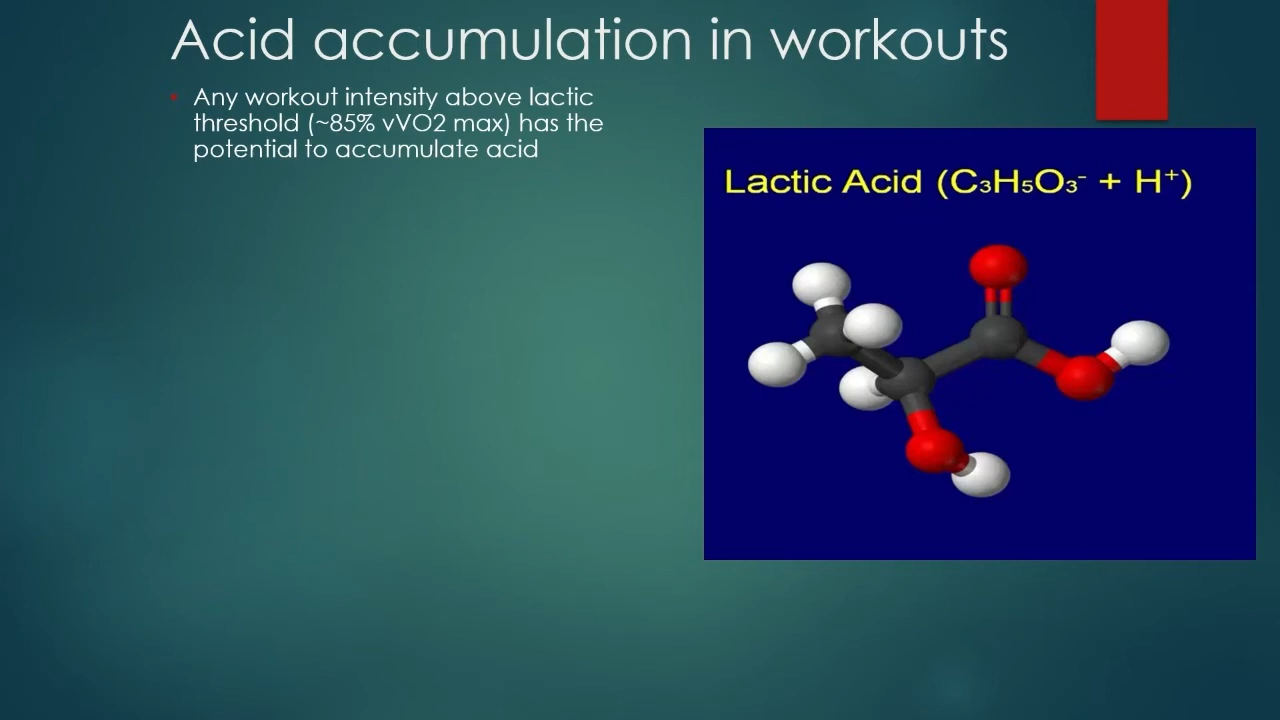 Acid accumulation in workouts
• Any workout intensity above lactic
threshold (~85% vVO2 max) has the
potential to accumulate acid
Lactic Acid (C₃H₅O₃⁻ + H⁺)